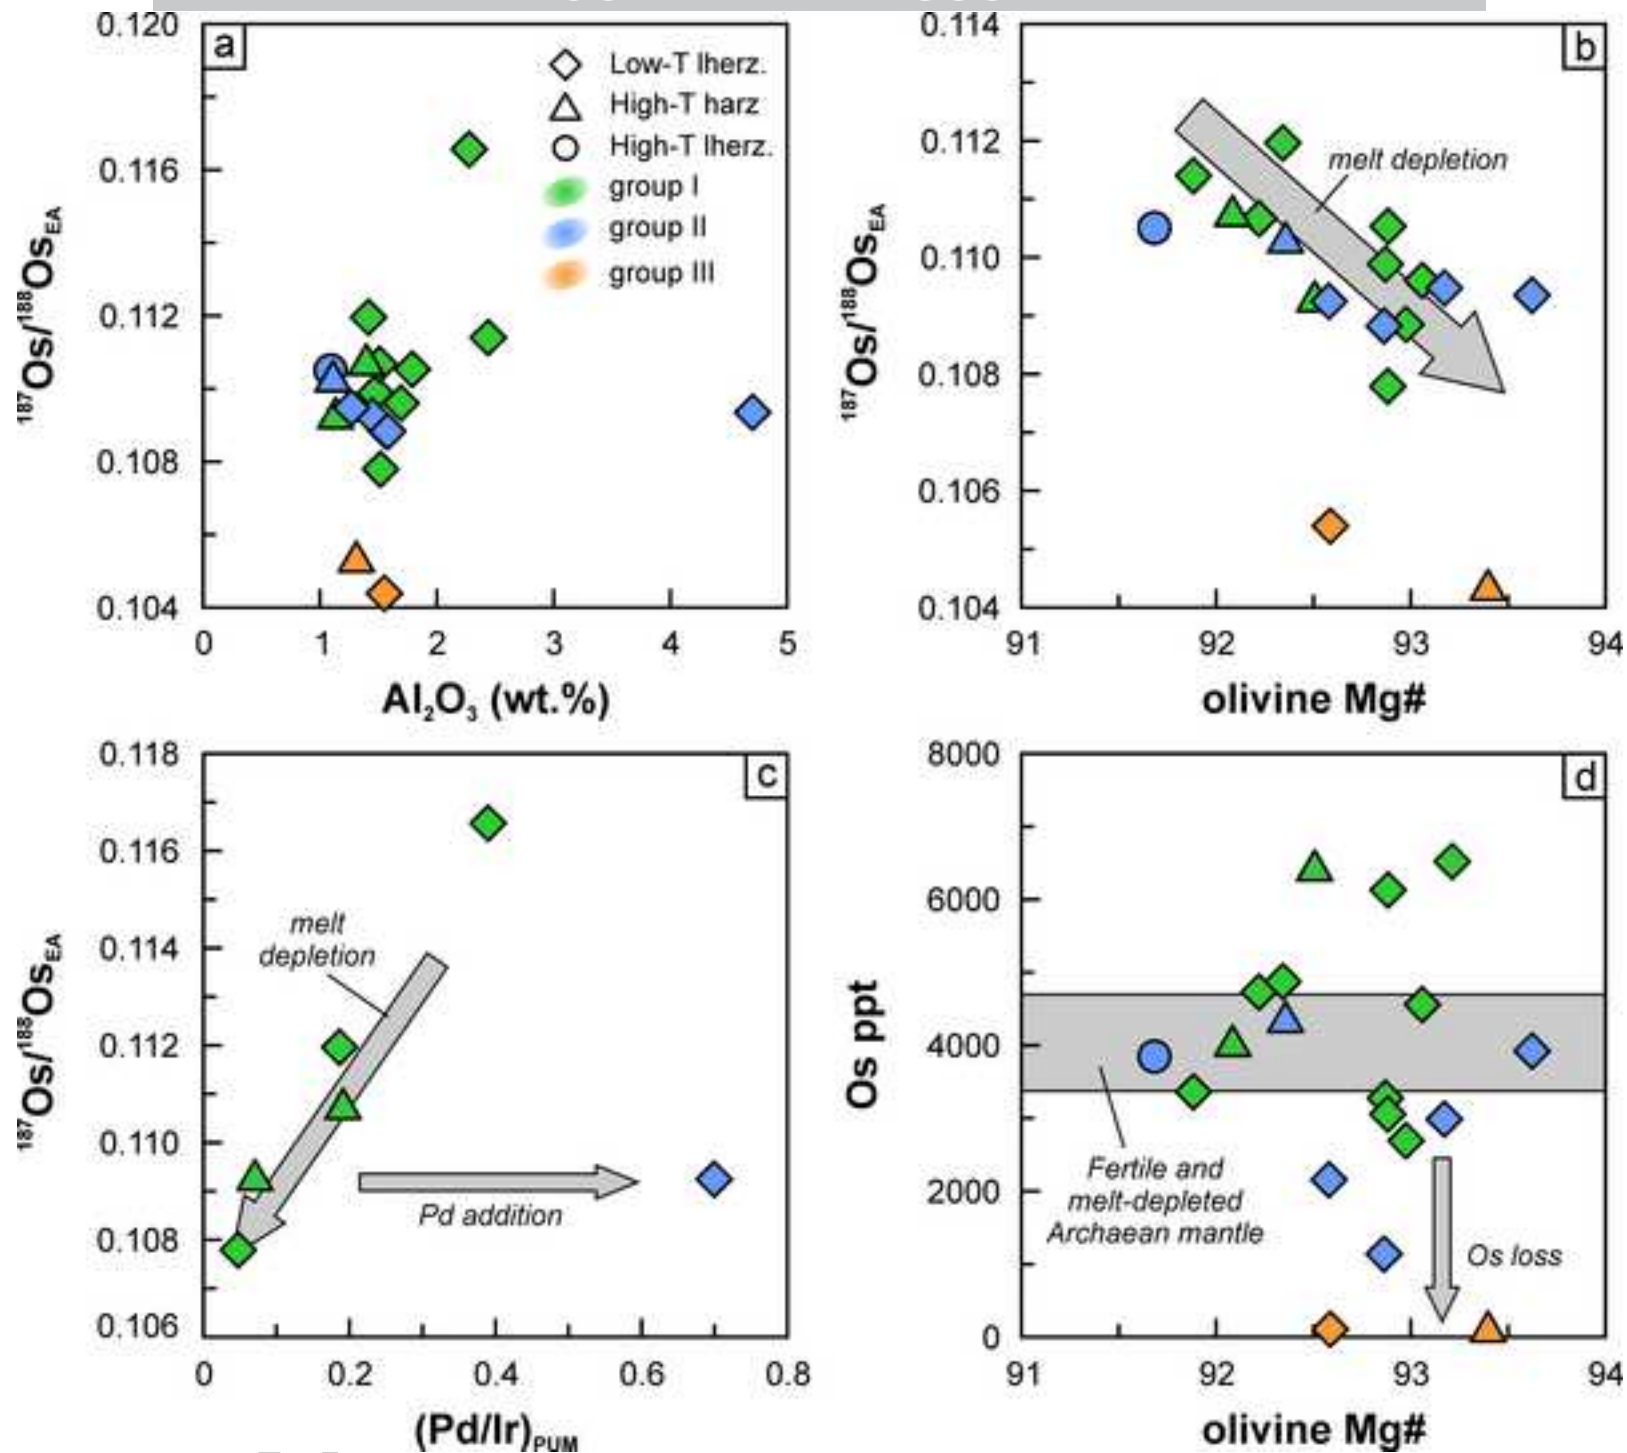 a
0.120
0.116
0.112
0.108
0.104
¹⁸⁷Os/¹⁸⁸Os_EA
Low-T lherz.
High-T harz
High-T lherz.
group I
group II
group III
0 1 2 3 4 5
Al₂O₃ (wt.%)
b
0.114
0.112
0.110
0.108
0.106
0.104
¹⁸⁷Os/¹⁸⁸Os_EA
melt depletion
91 92 93 94
olivine Mg#
c
0.118
0.116
0.114
0.112
0.110
0.108
0.106
¹⁸⁷Os/¹⁸⁸Os_EA
melt
depletion
Pd addition
0 0.2 0.4 0.6 0.8
(Pd/Ir)_PUM
d
8000
6000
4000
2000
0
Os ppt
Fertile and
melt-depleted
Archaean mantle
Os loss
91 92 93 94
olivine Mg#